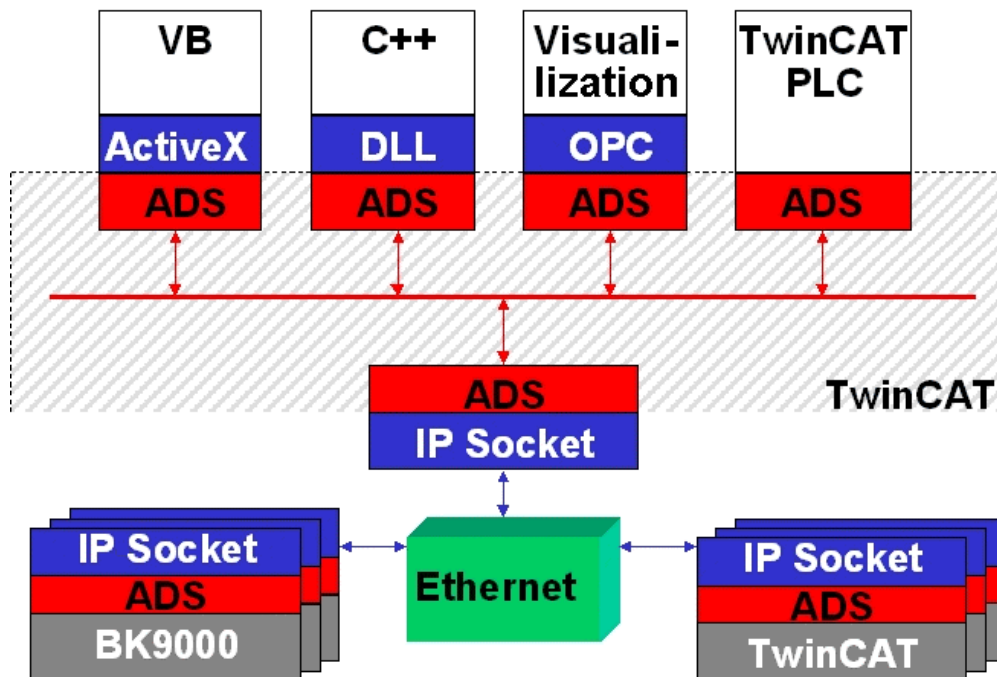 VB
C++
Visuali-
lization
TwinCAT
PLC
ActiveX
DLL
OPC
ADS
ADS
ADS
ADS
ADS
TwinCAT
IP Socket
IP Socket
ADS
BK9000
Ethernet
IP Socket
ADS
TwinCAT